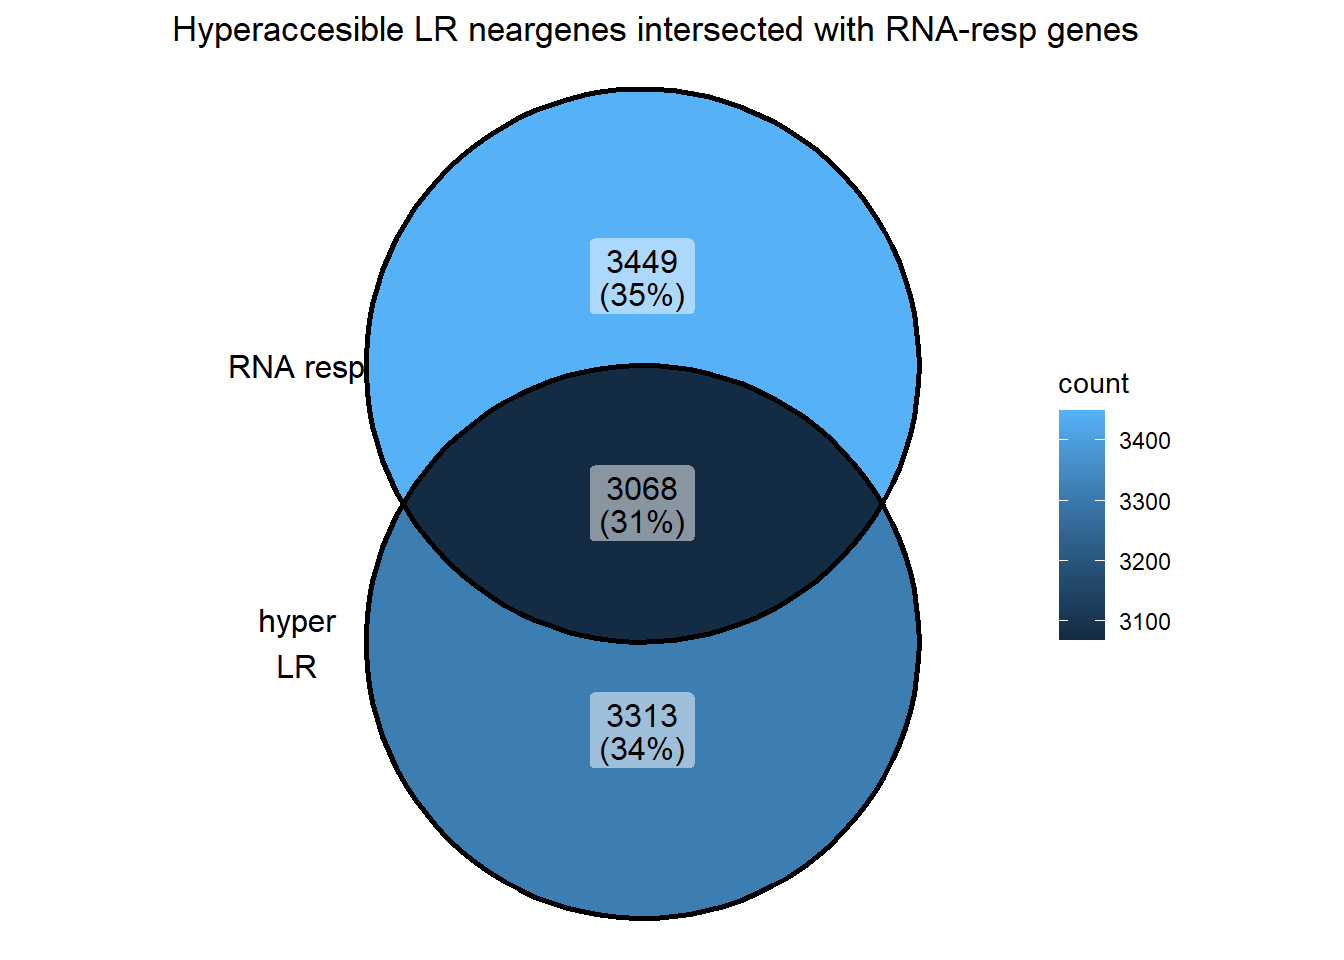 Hyperaccesible LR neargenes intersected with RNA-resp genes
3449
(35%)
RNA resp
3068
(31%)
hyper
LR
3313
(34%)
count
3400
3300
3200
3100